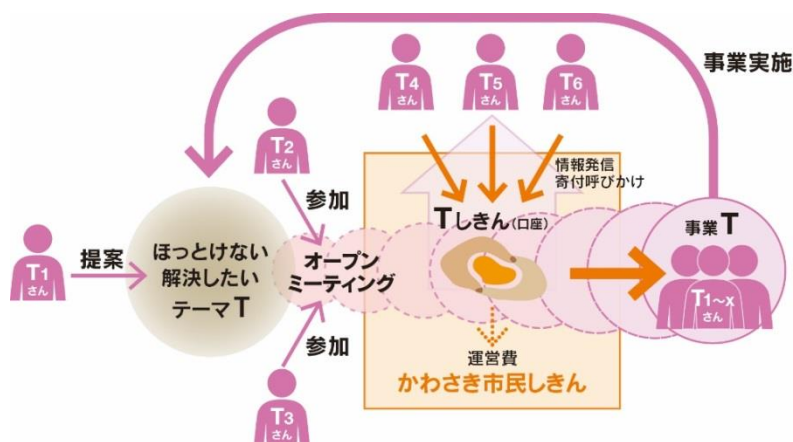 事業実施
T4
さん
T5
さん
T6
さん
T2
さん
情報発信
寄付呼びかけ
参加
Tしきん(口座)
事業T
T1
さん
提案
ほっとけない
解決したい
テーマT
オープン
ミーティング
T1~x
さん
参加
運営費
かわさき市民しきん
T3
さん